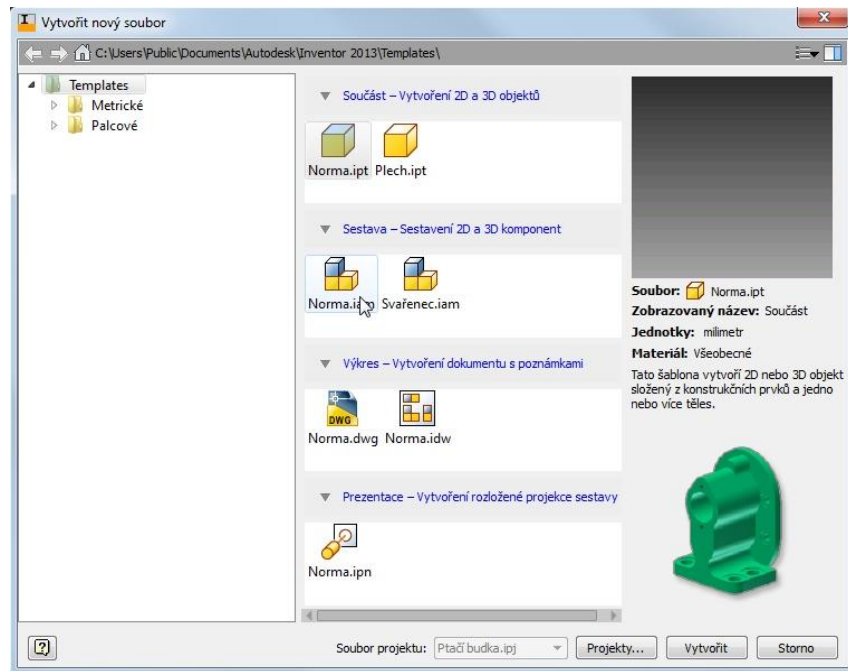 Vytvořit nový soubor
C:\Users\Public\Documents\Autodesk\Inventor 2013\Templates\
Templates
Metrické
Palcové
Součást – Vytvoření 2D a 3D objektů
Norma.ipt Plech.ipt
Sestava – Sestavení 2D a 3D komponent
Norma.iam Svařenec.iam
Výkres – Vytvoření dokumentu s poznámkami
DWG
Norma.dwg Norma.idw
Prezentace – Vytvoření rozložené projekce sestavy
Norma.ipn
Soubor: Norma.ipt
Zobrazovaný název: Součást
Jednotky: milimetr
Materiál: Všeobecné
Tato šablona vytvoří 2D nebo 3D objekt
složený z konstrukčních prvků a jedno
nebo více těles.
Soubor projektu: Ptačí budka.ipj Projekty... Vytvořit Storno